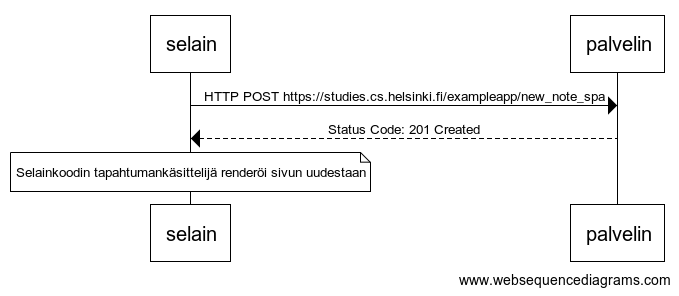 selain
palvelin
HTTP POST https://studies.cs.helsinki.fi/exampleapp/new_note_spa
Status Code: 201 Created
Selainkoodin tapahtumankäsittelijä renderöi sivun uudestaan
selain
palvelin
www.websequencediagrams.com